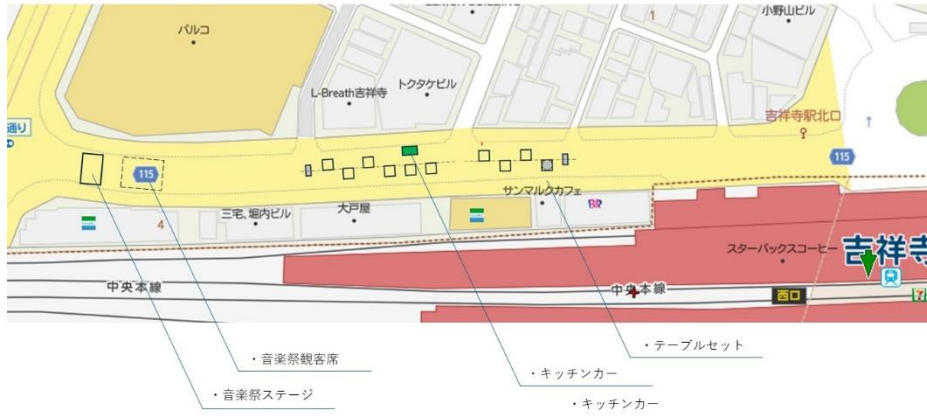 小野山ビル
パルコ
1
トクタケビル
L-Breath吉祥寺
吉祥寺駅北口
通り
115
115
サンマルクカフェ
BR
大戸屋
三宅、堀内ビル
4
スターバックスコーヒー
吉祥寺
中央本線
中央本線
西口
7
・音楽祭観客席
・テーブルセット
・キッチンカー
・音楽祭ステージ
・キッチンカー